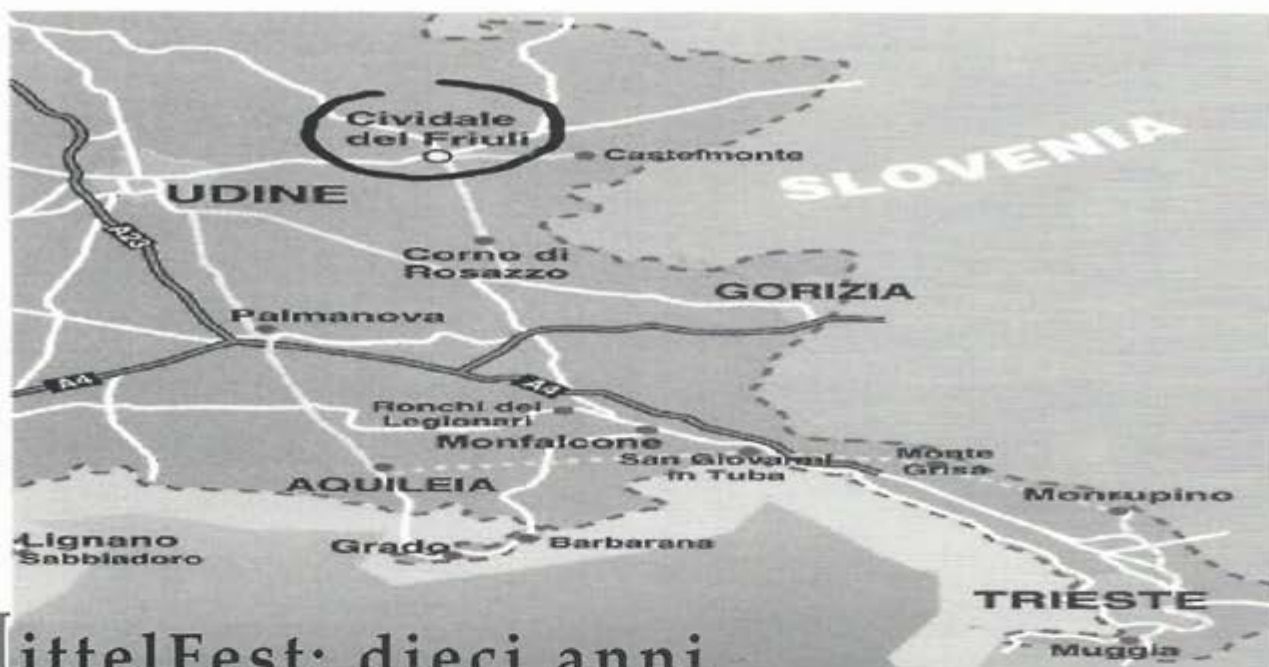 Cividale
del Friuli
Castelmonte
SLOVENIA
UDINE
A23
Corno di
Rosazzo
GORIZIA
Palmanova
A4
A4
Ronchi dei
Legionari
Monfalcone
San Giovanni
in Tuba
Monte
Grisa
AQUILEIA
Monrupino
Lignano
Sabbiadoro
Grado
Barbarana
TRIESTE
Muggia
ittelFest: dieci anni